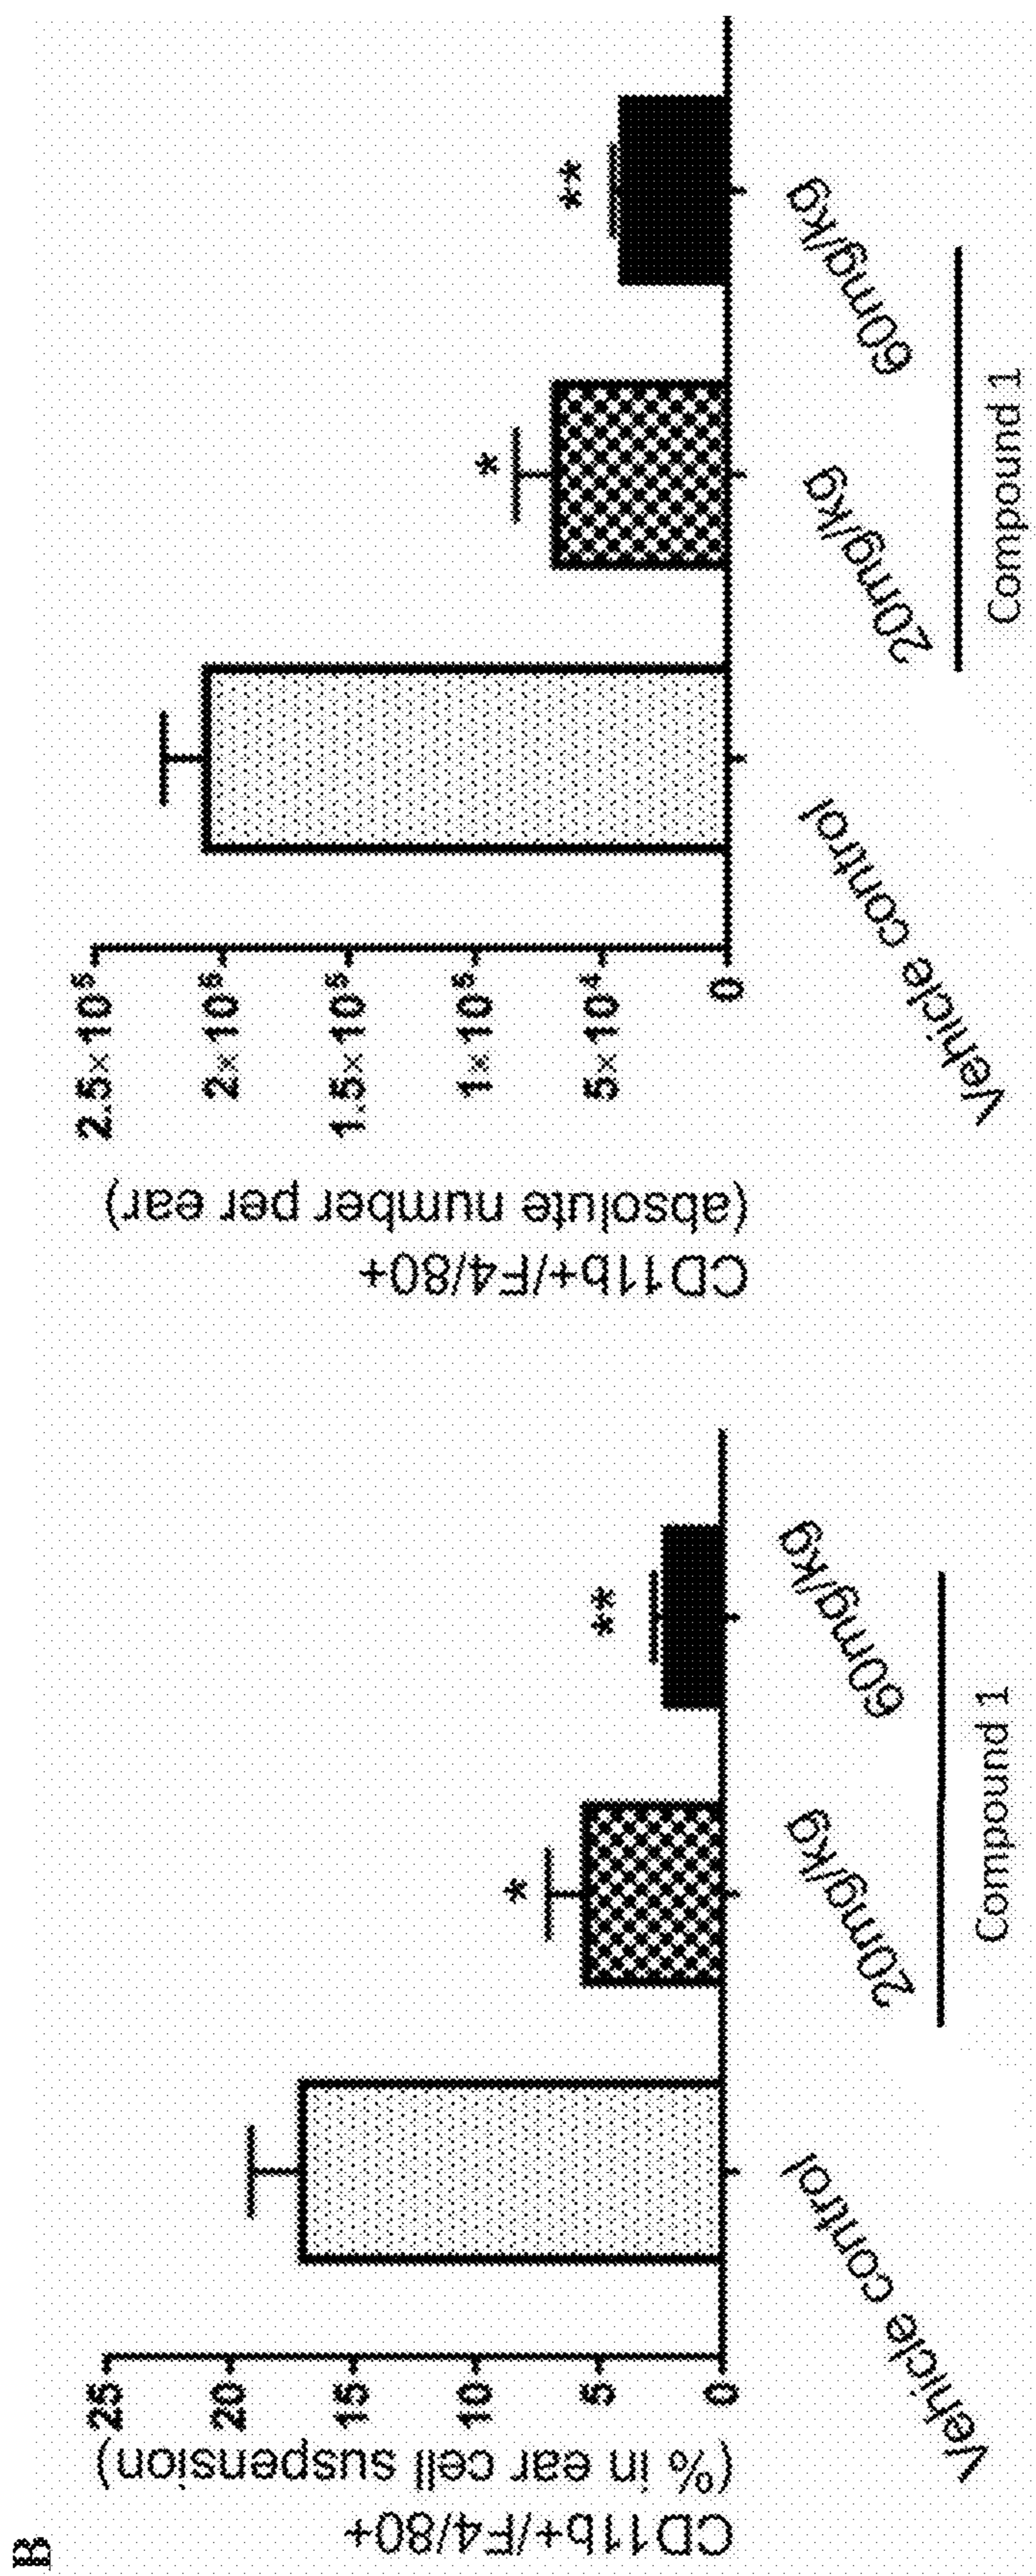 B
CD11b+/F4/80+
(% in ear cell suspension)
25
20
15
10
5
0
*
**
Vehicle control
20mg/kg
60mg/kg
Compound 1
CD11b+/F4/80+
(absolute number per ear)
2.5×10⁵
2×10⁵
1.5×10⁵
1×10⁵
5×10⁴
0
*
**
Vehicle control
20mg/kg
60mg/kg
Compound 1